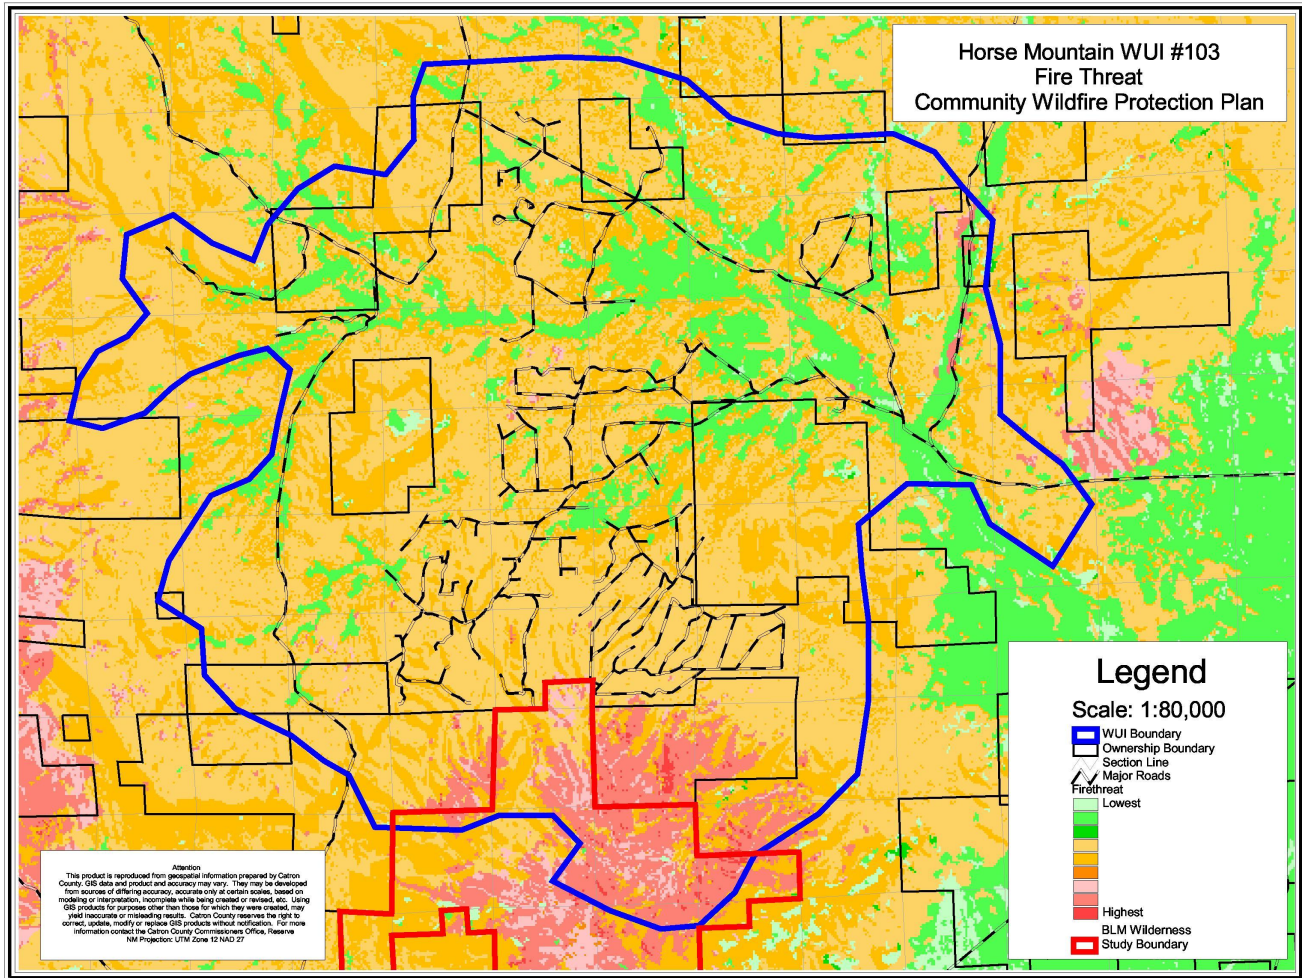 Horse Mountain WUI #103
Fire Threat
Community Wildfire Protection Plan
Legend
Scale: 1:80,000
WUI Boundary
Ownership Boundary
Section Line
Major Roads
Firethreat
Lowest
Highest
BLM Wilderness
Study Boundary
Attention
This product is reproduced from geospatial information prepared by Catron
County. GIS data and product and accuracy may vary. They may be developed
from sources of differing accuracy, accurate only at certain scales, based on
modeling or interpretation, incomplete while being created or revised, etc. Using
GIS products for purposes other than those for which they were created, may
yield inaccurate or misleading results. Catron County reserves the right to
correct, update, modify or replace GIS products without notification. For more
information contact the Catron County Commissioners Office, Reserve
NM Projection: UTM Zone 12 NAD 27